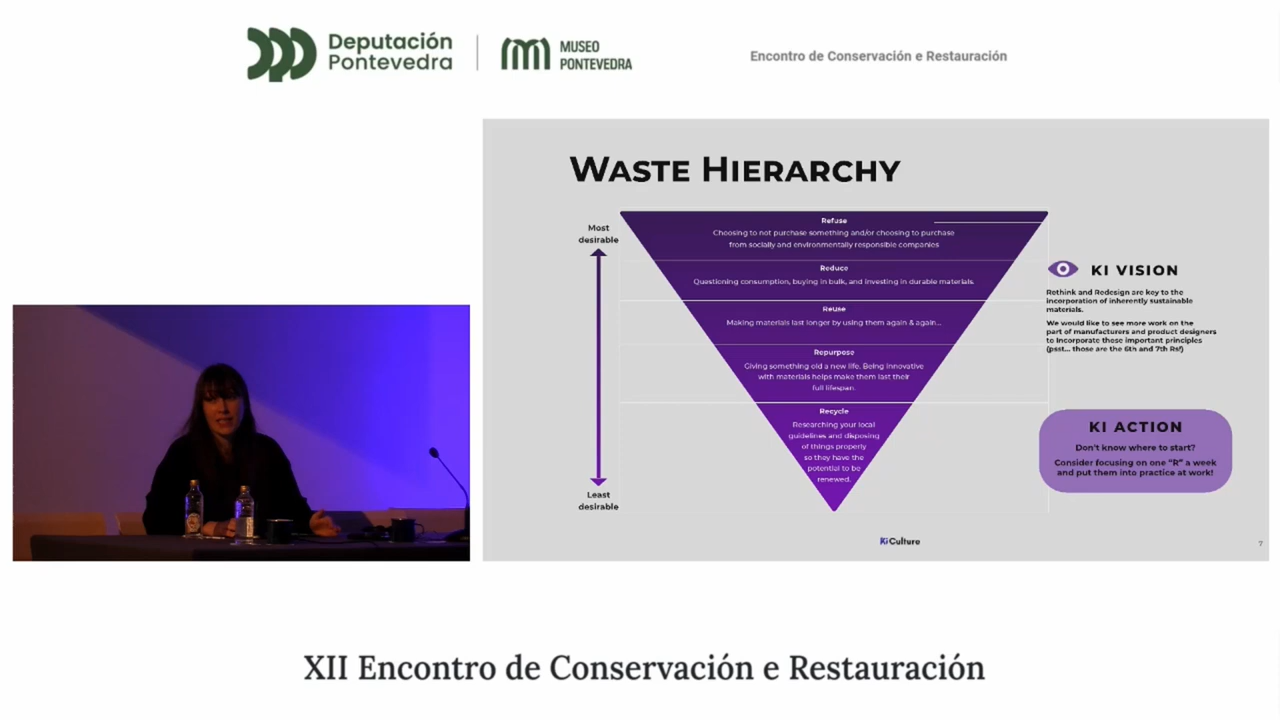 Deputación
Pontevedra
MUSEO
PONTEVEDRA
Encontro de Conservación e Restauración
WASTE HIERARCHY
Most
desirable
Least
desirable
Refuse
Choosing to not purchase something and/or choosing to purchase
from socially and environmentally responsible companies
Reduce
Questioning consumption, buying in bulk, and investing in durable materials.
Reuse
Making materials last longer by using them again & again...
Repurpose
Giving something old a new life. Being innovative
with materials helps make them last their
full lifespan.
Recycle
Researching your local
guidelines and disposing
of things properly
so they have the
potential to be
renewed.
KI VISION
Rethink and Redesign are key to the
incorporation of inherently sustainable
materials.
We would like to see more work on the
part of manufacturers and product designers
to incorporate these important principles
(psst... those are the 6th and 7th Rs!)
KI ACTION
Don't know where to start?
Consider focusing on one "R" a week
and put them into practice at work!
Ki Culture
7
XII Encontro de Conservación e Restauración